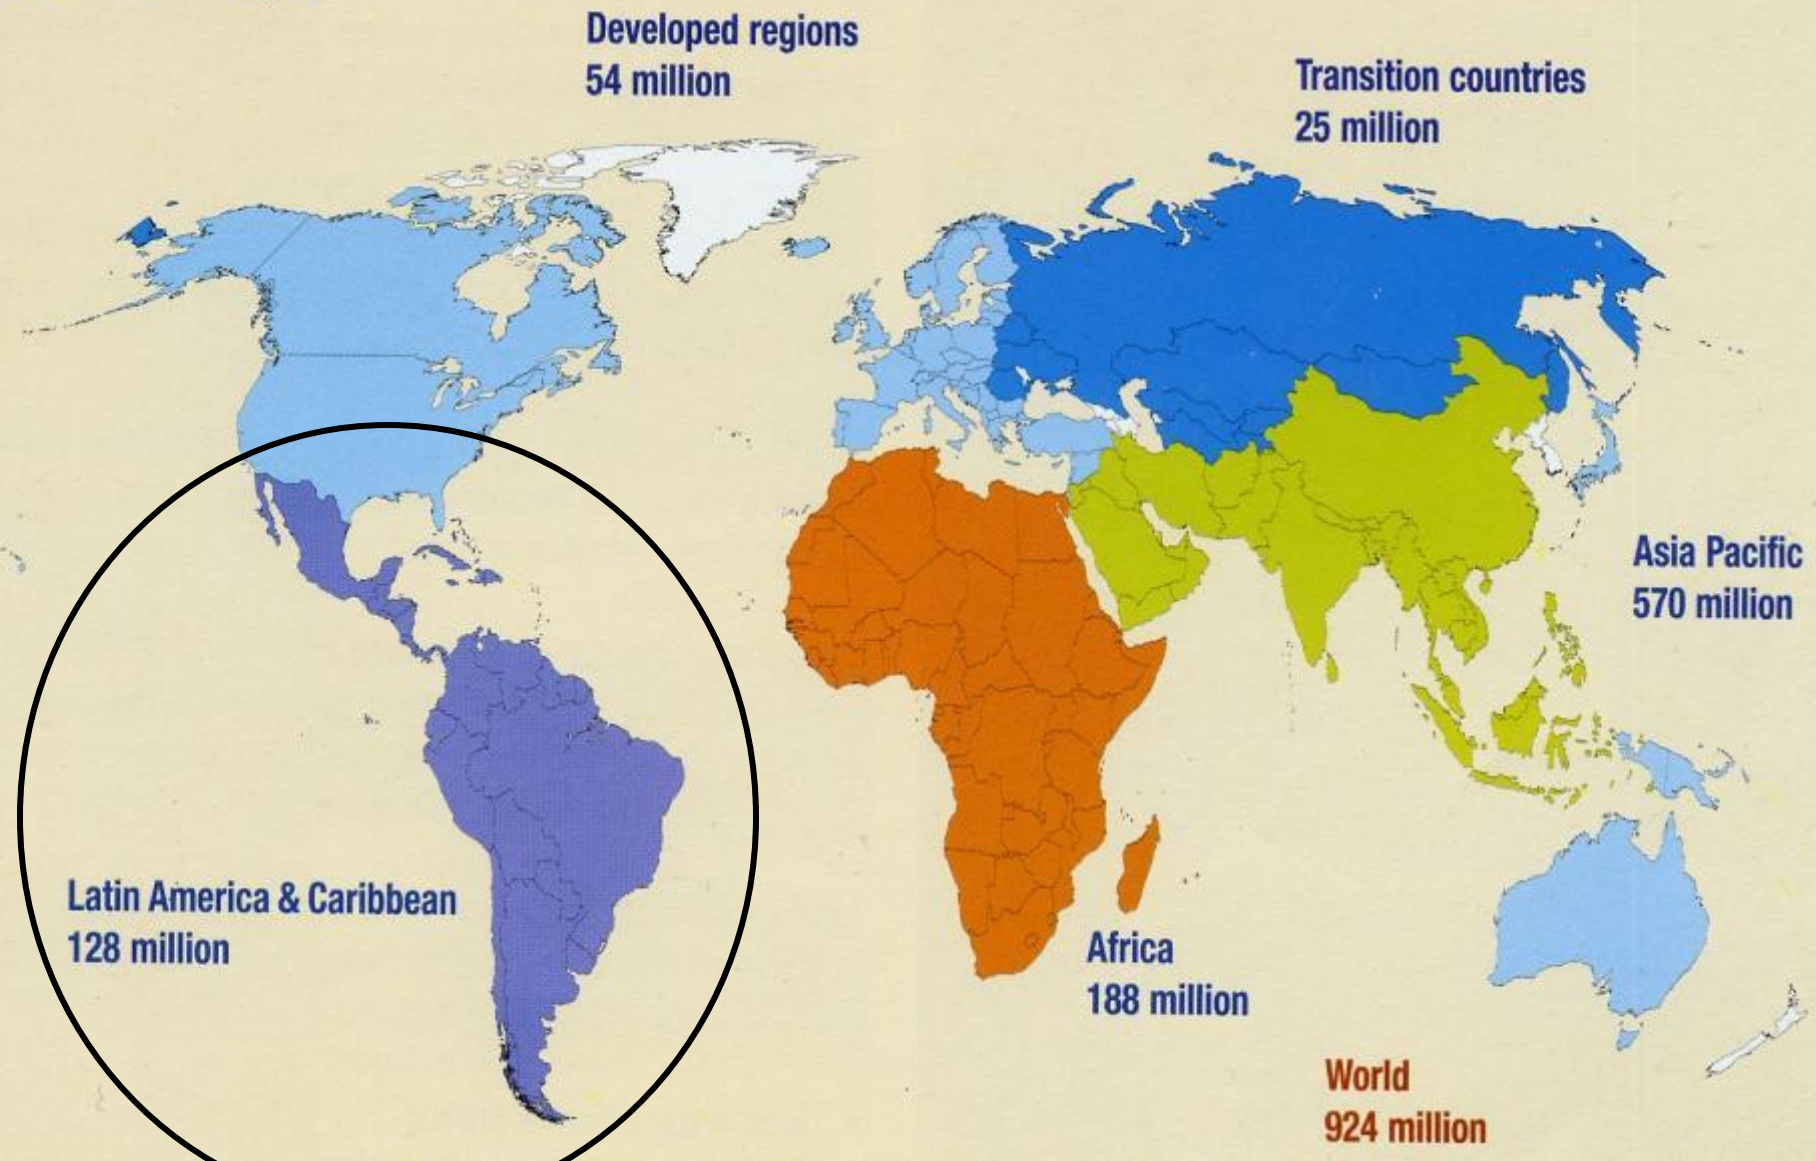 Developed regions
54 million
Transition countries
25 million
Asia Pacific
570 million
Latin America & Caribbean
128 million
Africa
188 million
World
924 million